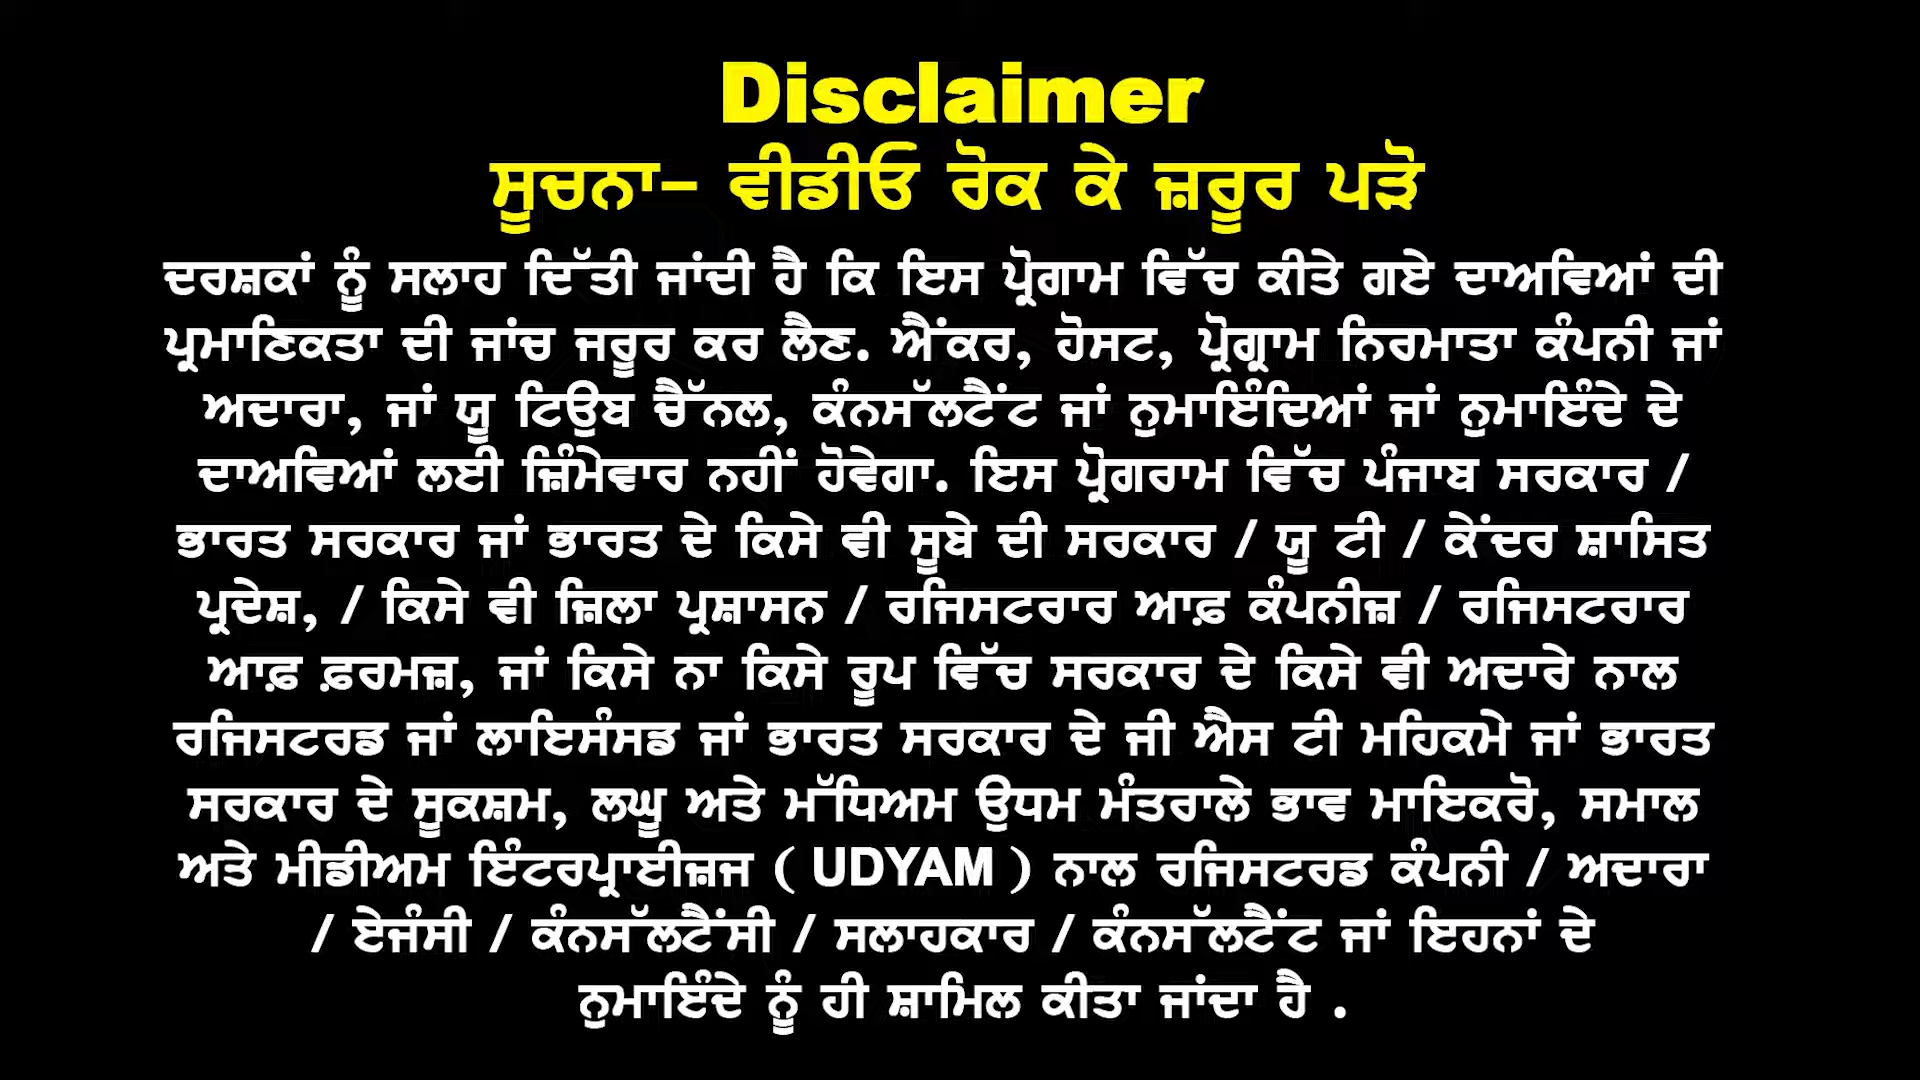 Disclaimer
ਸੂਚਨਾ- ਵੀਡੀਓ ਰੋਕ ਕੇ ਜ਼ਰੂਰ ਪੜੋ
ਦਰਸ਼ਕਾਂ ਨੂੰ ਸਲਾਹ ਦਿੱਤੀ ਜਾਂਦੀ ਹੈ ਕਿ ਇਸ ਪ੍ਰੋਗਾਮ ਵਿੱਚ ਕੀਤੇ ਗਏ ਦਾਅਵਿਆਂ ਦੀ
ਪ੍ਰਮਾਣਿਕਤਾ ਦੀ ਜਾਂਚ ਜਰੂਰ ਕਰ ਲੈਣ. ਐਂਕਰ, ਹੋਸਟ, ਪ੍ਰੋਗ੍ਰਾਮ ਨਿਰਮਾਤਾ ਕੰਪਨੀ ਜਾਂ
ਅਦਾਰਾ, ਜਾਂ ਯੂ ਟਿਊਬ ਚੈੱਨਲ, ਕੰਨਸੱਲਟੈਂਟ ਜਾਂ ਨੁਮਾਇੰਦਿਆਂ ਜਾਂ ਨੁਮਾਇੰਦੇ ਦੇ
ਦਾਅਵਿਆਂ ਲਈ ਜ਼ਿੰਮੇਵਾਰ ਨਹੀਂ ਹੋਵੇਗਾ. ਇਸ ਪ੍ਰੋਗਰਾਮ ਵਿੱਚ ਪੰਜਾਬ ਸਰਕਾਰ /
ਭਾਰਤ ਸਰਕਾਰ ਜਾਂ ਭਾਰਤ ਦੇ ਕਿਸੇ ਵੀ ਸੂਬੇ ਦੀ ਸਰਕਾਰ / ਯੂ ਟੀ / ਕੇਂਦਰ ਸ਼ਾਸਿਤ
ਪ੍ਰਦੇਸ਼, / ਕਿਸੇ ਵੀ ਜ਼ਿਲਾ ਪ੍ਰਸ਼ਾਸਨ / ਰਜਿਸਟਰਾਰ ਆਫ਼ ਕੰਪਨੀਜ਼ / ਰਜਿਸਟਰਾਰ
ਆਫ਼ ਫ਼ਰਮਜ਼, ਜਾਂ ਕਿਸੇ ਨਾ ਕਿਸੇ ਰੂਪ ਵਿੱਚ ਸਰਕਾਰ ਦੇ ਕਿਸੇ ਵੀ ਅਦਾਰੇ ਨਾਲ
ਰਜਿਸਟਰਡ ਜਾਂ ਲਾਇਸੰਸਡ ਜਾਂ ਭਾਰਤ ਸਰਕਾਰ ਦੇ ਜੀ ਐਸ ਟੀ ਮਹਿਕਮੇ ਜਾਂ ਭਾਰਤ
ਸਰਕਾਰ ਦੇ ਸੂਕਸ਼ਮ, ਲਘੂ ਅਤੇ ਮੱਧਿਅਮ ਉਧਮ ਮੰਤਰਾਲੇ ਭਾਵ ਮਾਇਕਰੋ, ਸਮਾਲ
ਅਤੇ ਮੀਡੀਅਮ ਇੰਟਰਪ੍ਰਾਈਜ਼ਜ ( UDYAM ) ਨਾਲ ਰਜਿਸਟਰਡ ਕੰਪਨੀ / ਅਦਾਰਾ
/ ਏਜੰਸੀ / ਕੰਨਸੱਲਟੈਂਸੀ / ਸਲਾਹਕਾਰ / ਕੰਨਸੱਲਟੈਂਟ ਜਾਂ ਇਹਨਾਂ ਦੇ
ਨੁਮਾਇੰਦੇ ਨੂੰ ਹੀ ਸ਼ਾਮਿਲ ਕੀਤਾ ਜਾਂਦਾ ਹੈ .